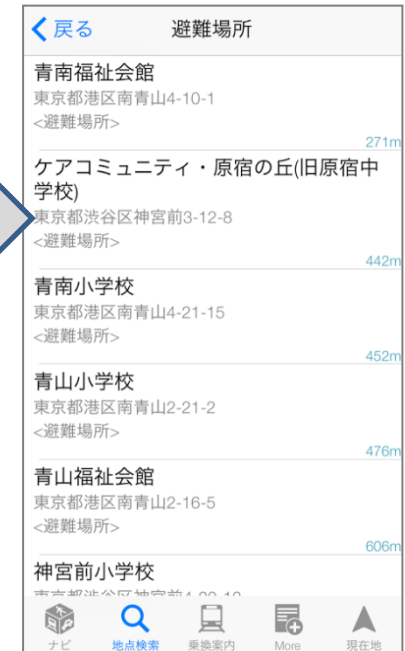 戻る 避難場所
青南福祉会館
東京都港区南青山4-10-1
<避難場所>
271m
ケアコミュニティ・原宿の丘(旧原宿中
学校)
東京都渋谷区神宮前3-12-8
<避難場所>
442m
青南小学校
東京都港区南青山4-21-15
<避難場所>
452m
青山小学校
東京都港区南青山2-21-2
<避難場所>
476m
青山福祉会館
東京都港区南青山2-16-5
<避難場所>
606m
神宮前小学校
ナビ 地点検索 乗換案内 More 現在地